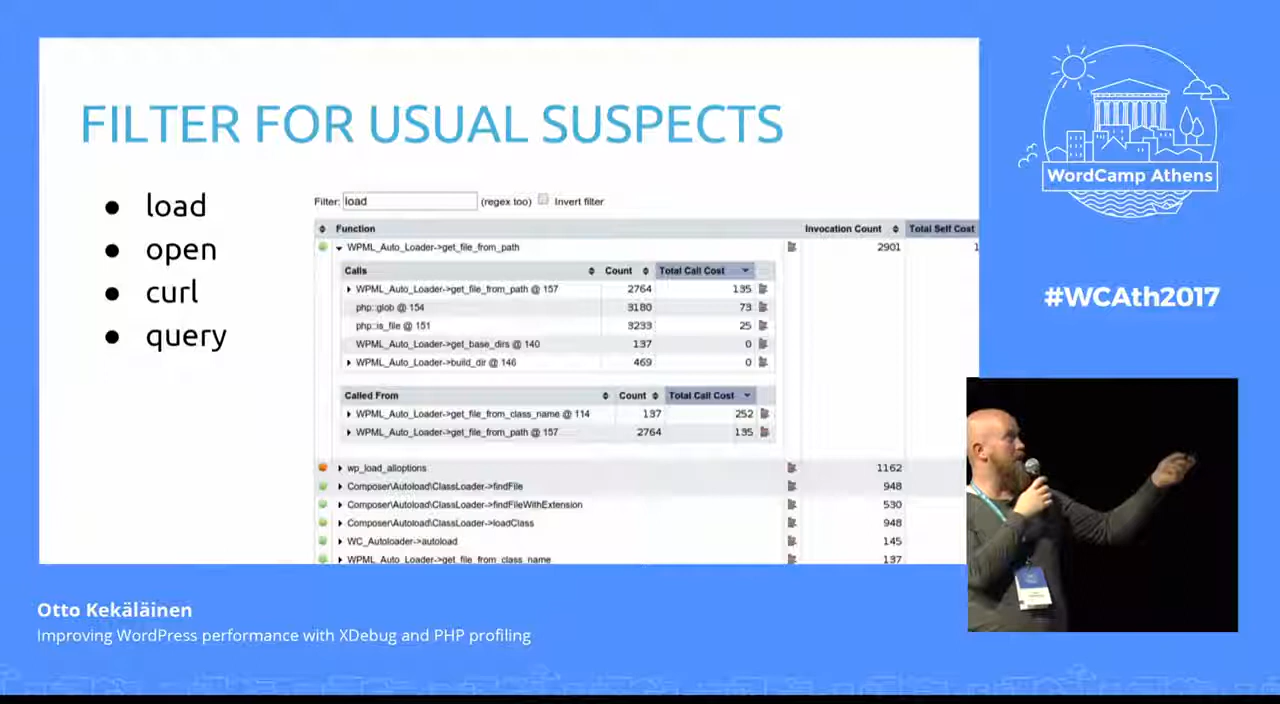 FILTER FOR USUAL SUSPECTS
● load
● open
● curl
● query
Filter: load (regex too) Invert filter
Function Invocation Count Total Self Cost
WPML_Auto_Loader->get_file_from_path 2901 1
Calls Count Total Call Cost
WPML_Auto_Loader->get_file_from_path @ 157 2764 135
php::glob @ 154 3180 73
php::is_file @ 151 3233 25
WPML_Auto_Loader->get_base_dirs @ 140 137 0
WPML_Auto_Loader->build_dir @ 146 469 0
Called From Count Total Call Cost
WPML_Auto_Loader->get_file_from_class_name @ 114 137 252
WPML_Auto_Loader->get_file_from_path @ 157 2764 135
wp_load_alloptions 1162
Composer\Autoload\ClassLoader->findFile 948
Composer\Autoload\ClassLoader->findFileWithExtension 530
Composer\Autoload\ClassLoader->loadClass 948
WC_Autoloader->autoload 145
WPML_Auto_Loader->get_file_from_class_name 137
WordCamp Athens
#WCAth2017
Otto Kekäläinen
Improving WordPress performance with XDebug and PHP profiling